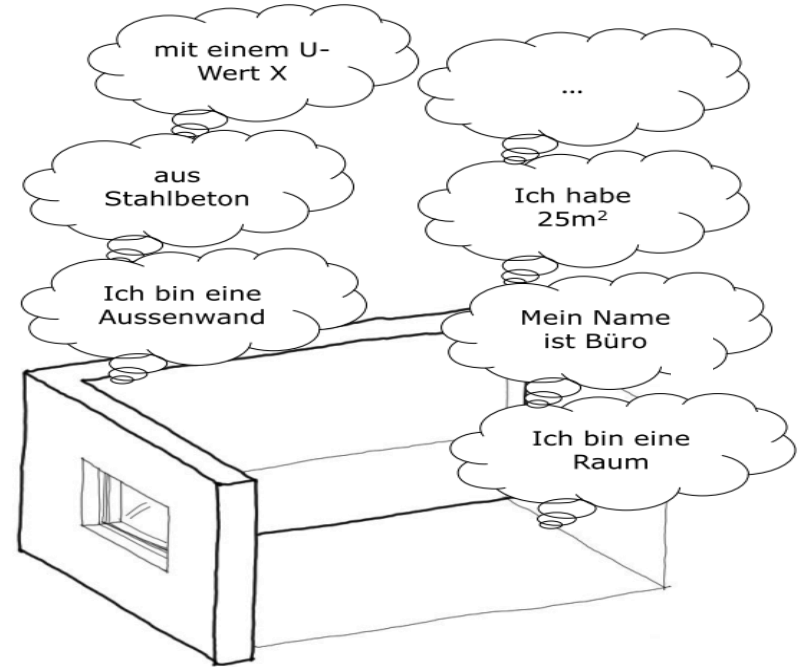 mit einem U-
Wert X
...
aus
Stahlbeton
Ich habe
25m²
Ich bin eine
Aussenwand
Mein Name
ist Büro
Ich bin eine
Raum